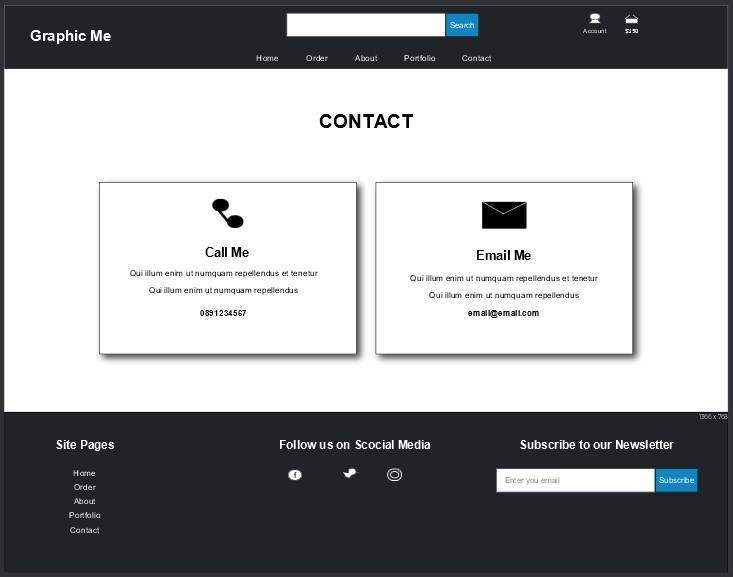 Graphic Me
Search
Account
$350
Home Order About Portfolio Contact
CONTACT
Call Me
Qui illum enim ut numquam repellendus et tenetur
Qui illum enim ut numquam repellendus
0891234567
Email Me
Qui illum enim ut numquam repellendus et tenetur
Qui illum enim ut numquam repellendus
email@email.com
1366 x 768
Site Pages
Home
Order
About
Portfolio
Contact
Follow us on Scocial Media
f
Subscribe to our Newsletter
Enter you email
Subscribe